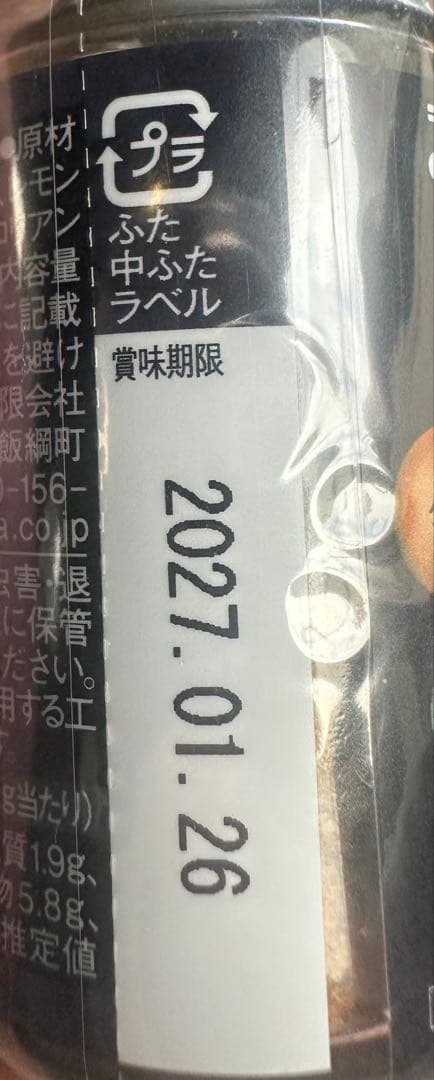 プラ
ふた
中ふた
ラベル
賞味期限
2027.01.26
原材
レモン
アン
内容量
に記載
を避け
限会社
飯綱町
-156-
a.co.jp
虫害・退
に保管
ださい。
用する工
g当たり)
質1.9g、
物5.8g、
推定値